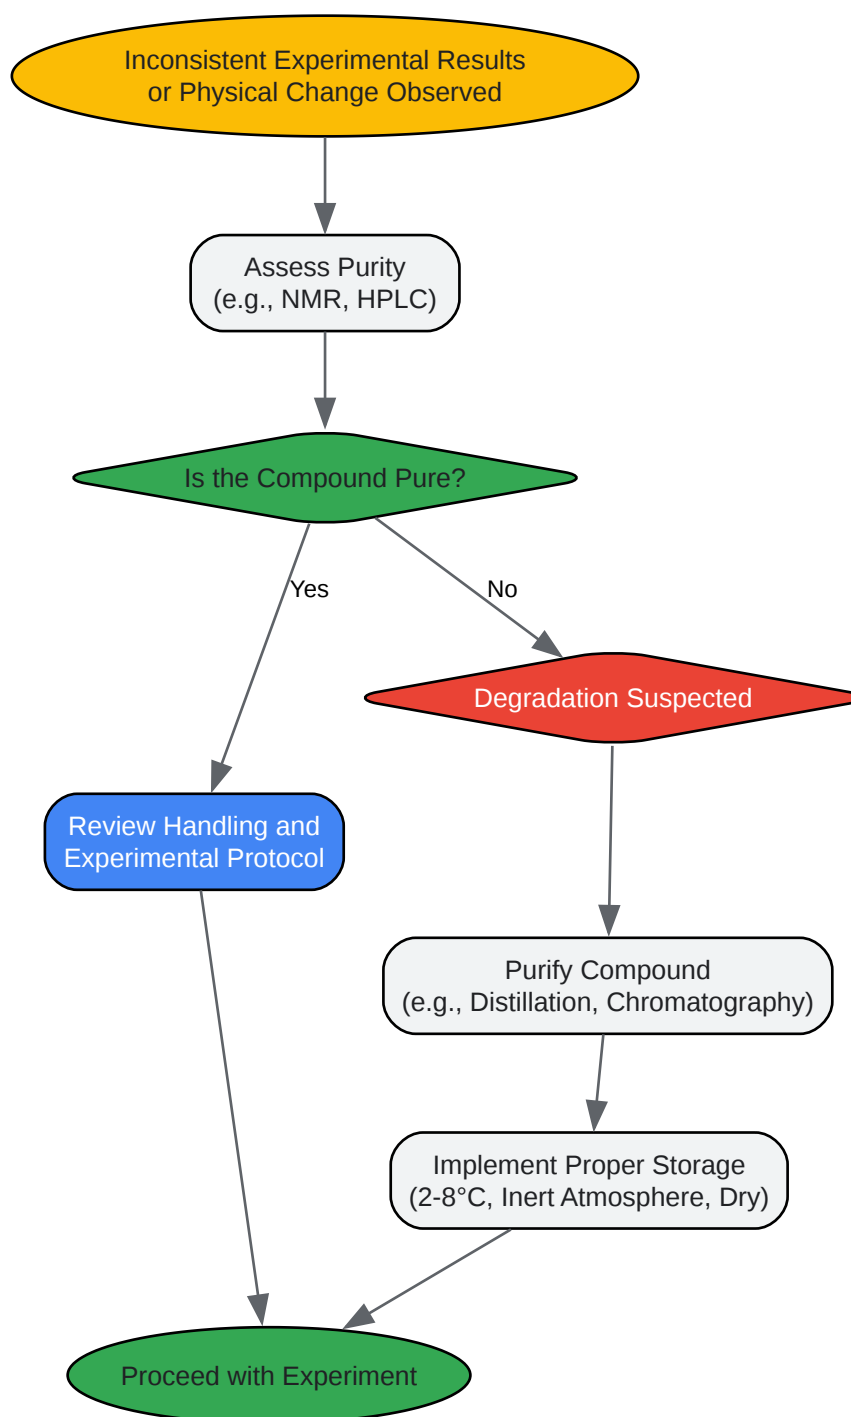 Inconsistent Experimental Results
or Physical Change Observed
Assess Purity
(e.g., NMR, HPLC)
Is the Compound Pure?
Yes
No
Degradation Suspected
Review Handling and
Experimental Protocol
Purify Compound
(e.g., Distillation, Chromatography)
Implement Proper Storage
(2-8°C, Inert Atmosphere, Dry)
Proceed with Experiment